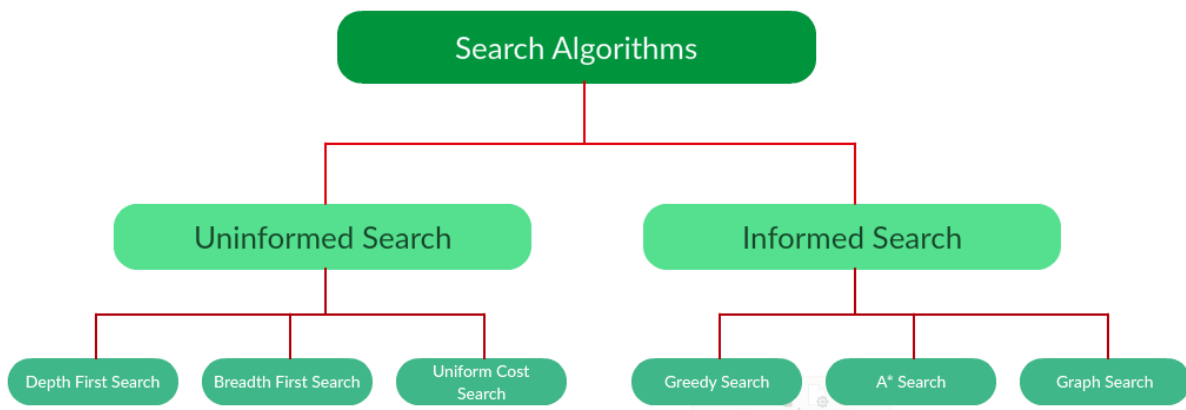 Search Algorithms
Uninformed Search
Informed Search
Depth First Search
Breadth First Search
Uniform Cost
Search
Greedy Search
A* Search
Graph Search